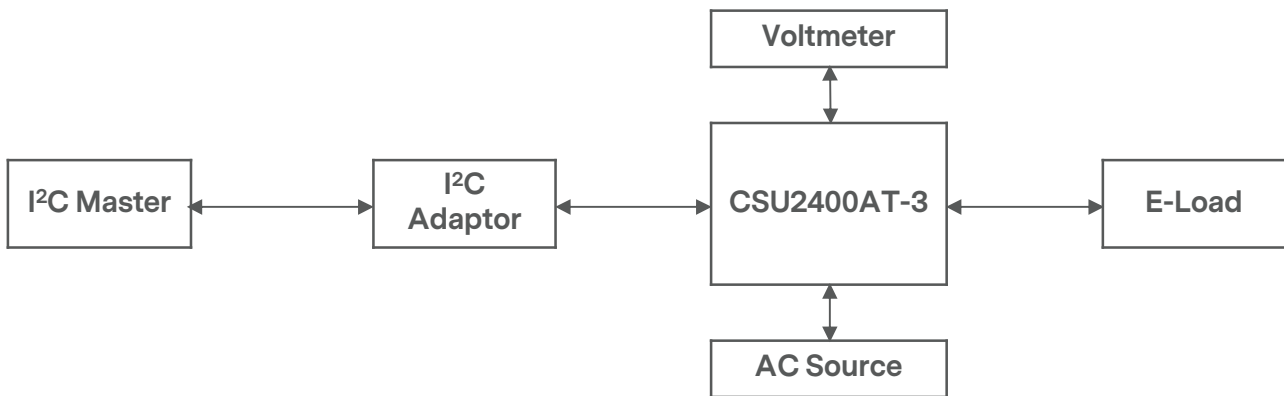 Voltmeter
I²C Master
I²C
Adaptor
CSU2400AT-3
E-Load
AC Source